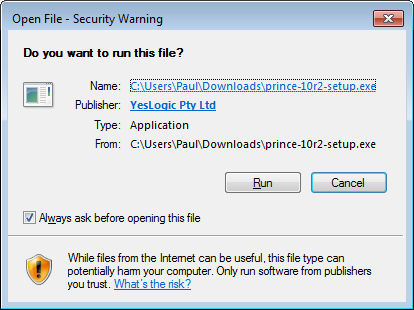 Open File - Security Warning
Do you want to run this file?
Name: C:\Users\Paul\Downloads\prince-10r2-setup.exe
Publisher: YesLogic Pty Ltd
Type: Application
From: C:\Users\Paul\Downloads\prince-10r2-setup.exe
Run Cancel
Always ask before opening this file
While files from the Internet can be useful, this file type can
potentially harm your computer. Only run software from publishers
you trust. What's the risk?